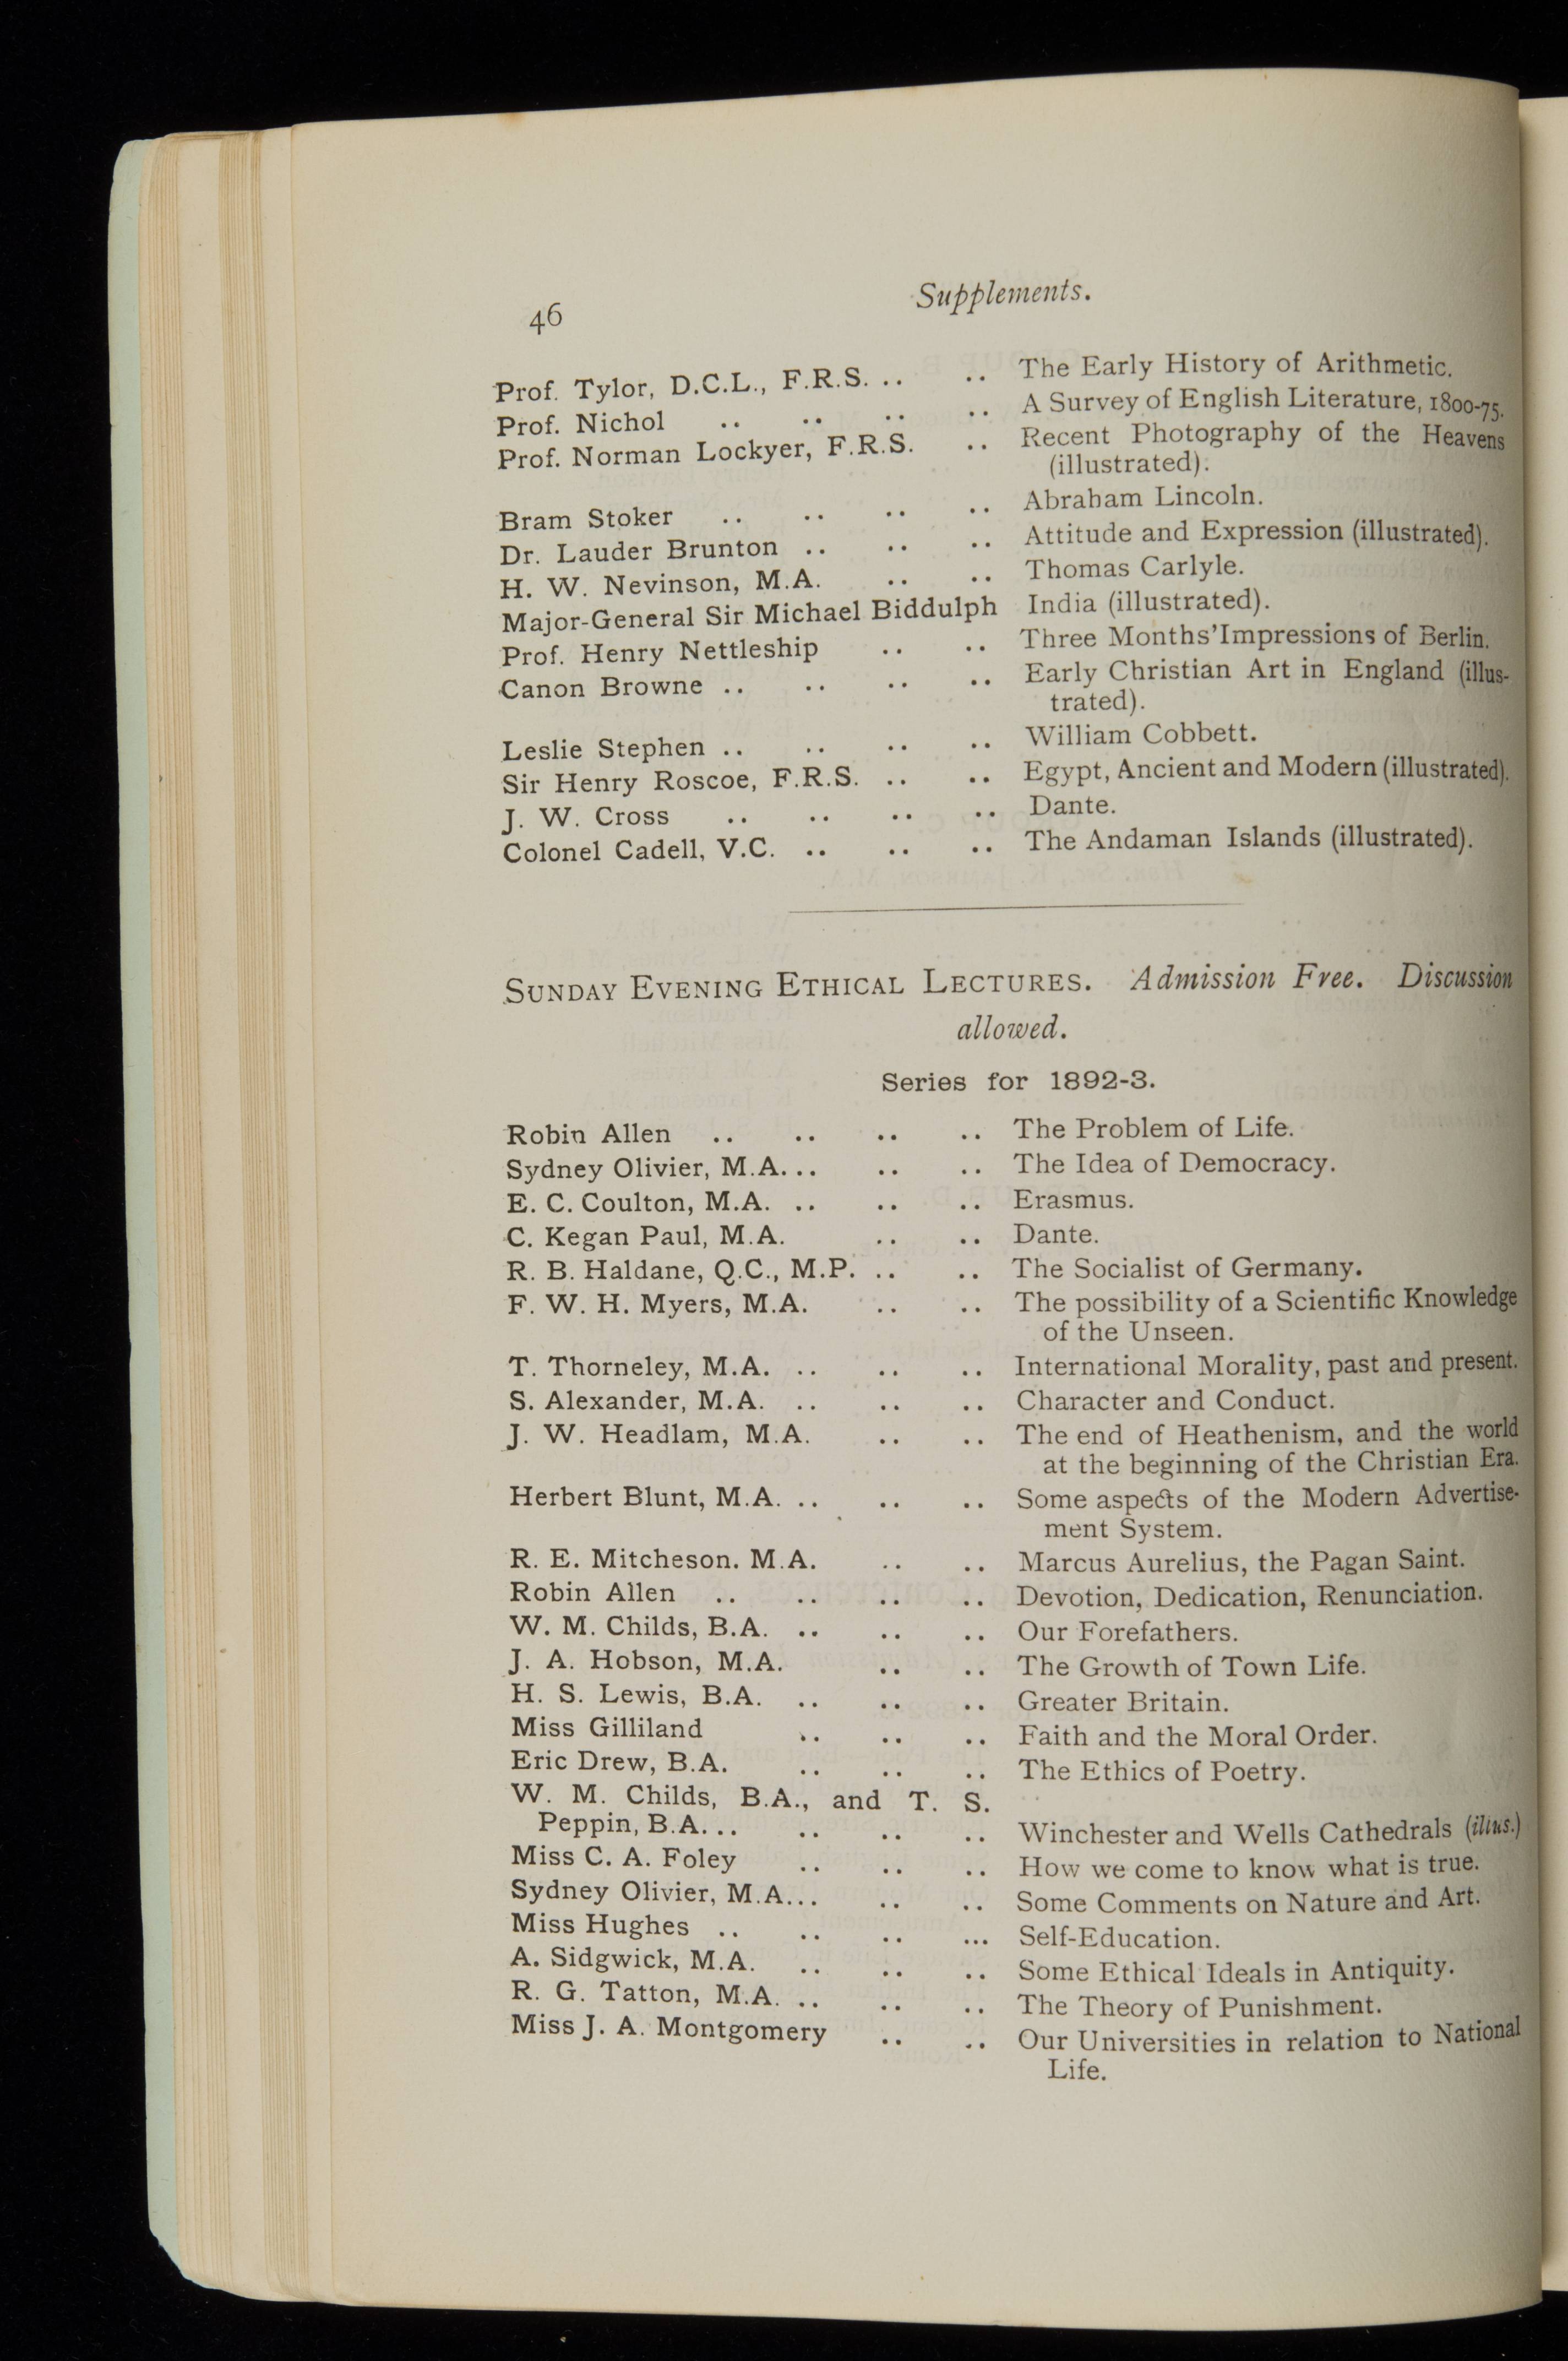 46
Supplements.
Prof. Tylor, D.C.L., F.R.S. .. .. The Early History of Arithmetic.
Prof. Nichol .. .. .. .. A Survey of English Literature, 1800-75.
Prof. Norman Lockyer, F.R.S. .. Recent Photography of the Heavens
(illustrated).
Bram Stoker .. .. .. .. Abraham Lincoln.
Dr. Lauder Brunton .. .. .. Attitude and Expression (illustrated).
H. W. Nevinson, M.A. .. .. Thomas Carlyle.
Major-General Sir Michael Biddulph India (illustrated).
Prof. Henry Nettleship .. .. Three Months'Impressions of Berlin.
Canon Browne .. .. .. .. Early Christian Art in England (illus-
trated).
Leslie Stephen .. .. .. .. William Cobbett.
Sir Henry Roscoe, F.R.S. .. .. Egypt, Ancient and Modern (illustrated).
J. W. Cross .. .. .. .. Dante.
Colonel Cadell, V.C. .. .. .. The Andaman Islands (illustrated).
SUNDAY EVENING ETHICAL LECTURES. Admission Free. Discussion
allowed.
Series for 1892-3.
Robin Allen .. .. .. .. The Problem of Life.
Sydney Olivier, M.A... .. .. The Idea of Democracy.
E. C. Coulton, M.A. .. .. .. Erasmus.
C. Kegan Paul, M.A. .. .. Dante.
R. B. Haldane, Q.C., M.P. .. .. The Socialist of Germany.
F. W. H. Myers, M.A. .. .. The possibility of a Scientific Knowledge
of the Unseen.
T. Thorneley, M.A. .. .. .. International Morality, past and present.
S. Alexander, M.A. .. .. .. Character and Conduct.
J. W. Headlam, M.A. .. .. The end of Heathenism, and the world
at the beginning of the Christian Era.
Herbert Blunt, M.A. .. .. .. Some aspects of the Modern Advertise-
ment System.
R. E. Mitcheson. M.A. .. .. Marcus Aurelius, the Pagan Saint.
Robin Allen .. .. .. .. Devotion, Dedication, Renunciation.
W. M. Childs, B.A. .. .. .. Our Forefathers.
J. A. Hobson, M.A. .. .. The Growth of Town Life.
H. S. Lewis, B.A. .. .. .. Greater Britain.
Miss Gilliland .. .. .. Faith and the Moral Order.
Eric Drew, B.A. .. .. .. The Ethics of Poetry.
W. M. Childs, B.A., and T. S.
Peppin, B.A... .. .. .. Winchester and Wells Cathedrals (illus.)
Miss C. A. Foley .. .. .. How we come to know what is true.
Sydney Olivier, M.A... .. .. Some Comments on Nature and Art.
Miss Hughes .. .. .. ... Self-Education.
A. Sidgwick, M.A. .. .. .. Some Ethical Ideals in Antiquity.
R. G. Tatton, M.A. .. .. .. The Theory of Punishment.
Miss J. A. Montgomery .. .. Our Universities in relation to National
Life.